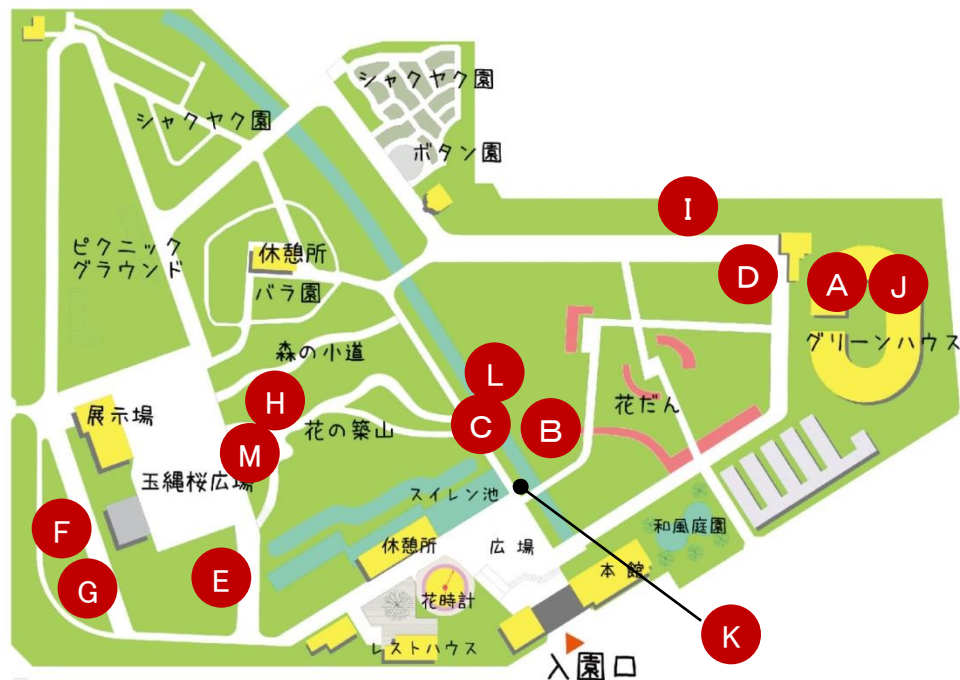 シャクヤク園
シャクヤク園
ボタン園
I
ピクニック
グラウンド
休憩所
バラ園
D
A
J
グリーンハウス
森の小道
L
H
花の築山
C
B
花だん
展示場
M
玉縄桜広場
スイレン池
F
休憩所
広場
和風庭園
本館
G
E
花時計
K
レストハウス
入園口